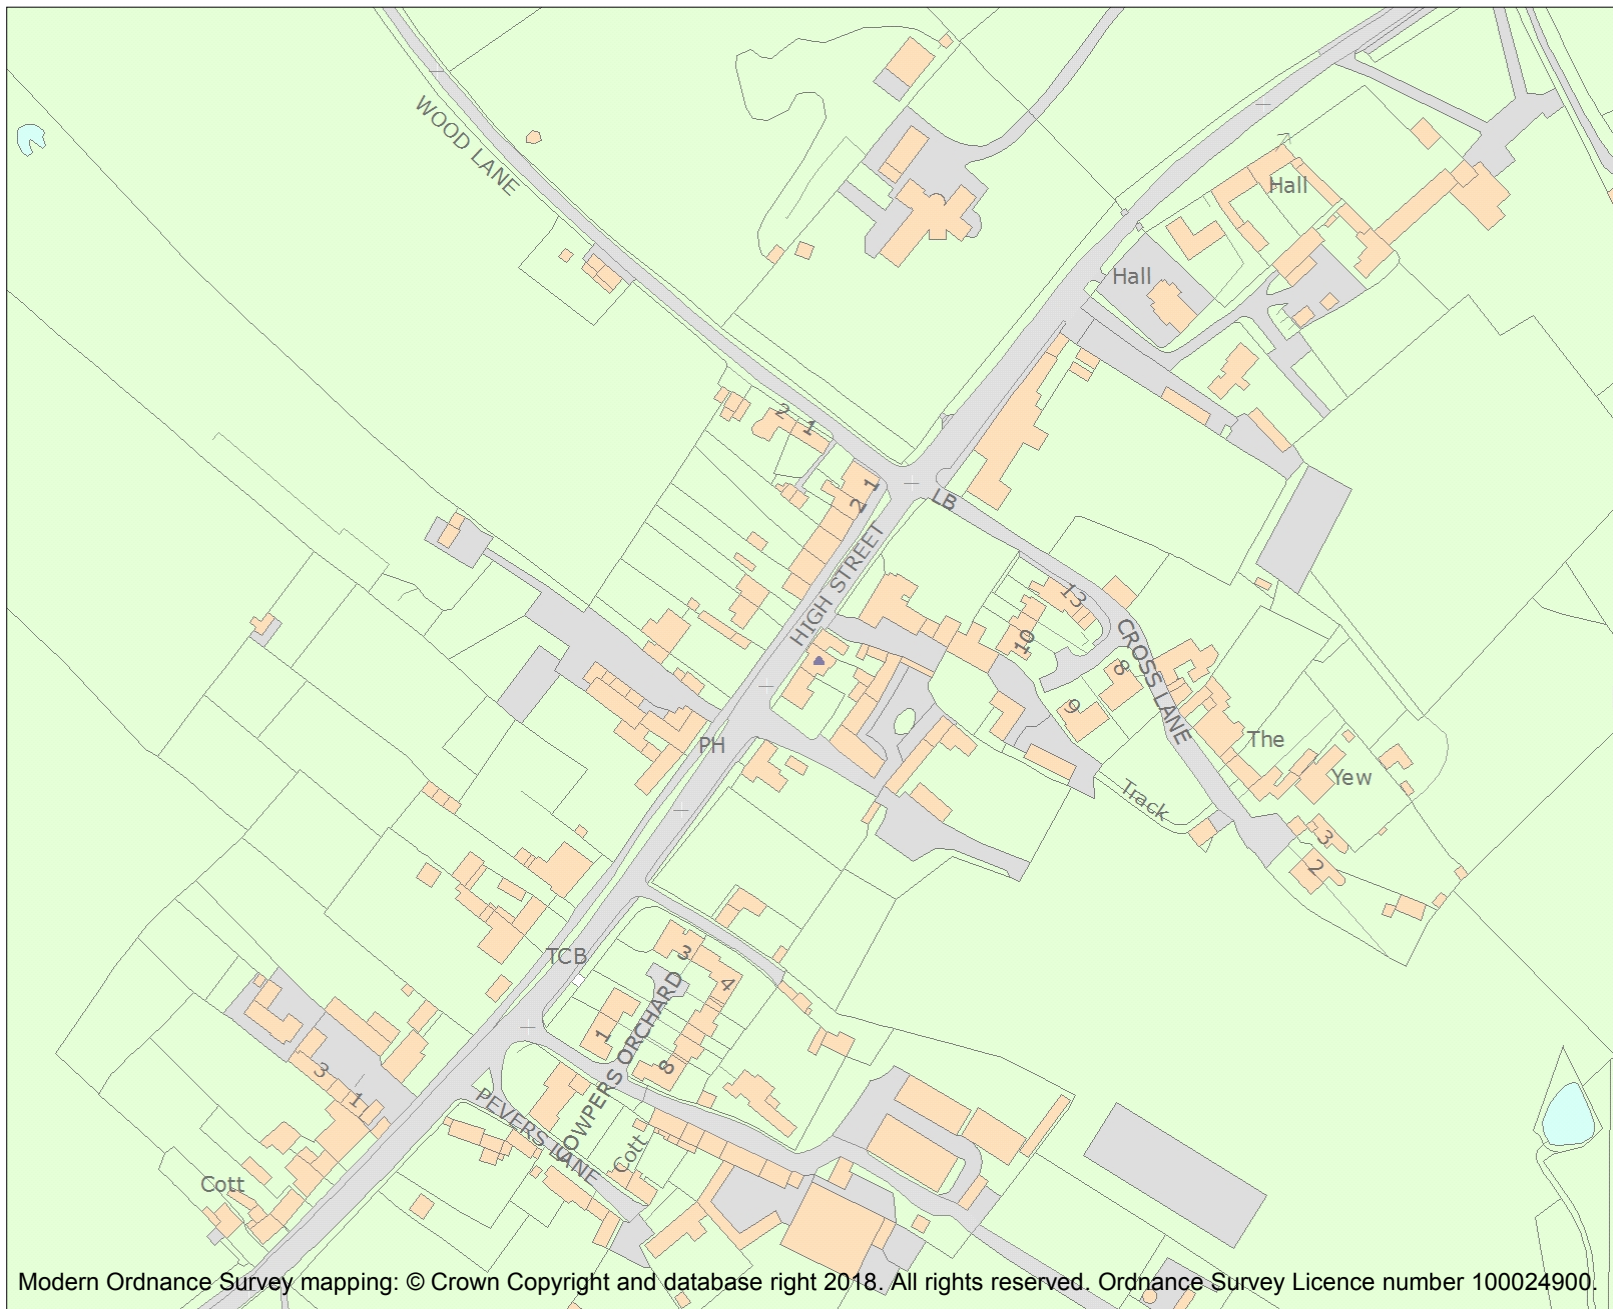 WOOD LANE
Hall
Hall
2
1
1
2
LB
HIGH STREET
13
10
CROSS LANE
8
9
PH
The
Yew
Track
3
2
TCB
3
4
COWPERS ORCHARD
1
8
3
1
PEVERS LANE
Cott
Cott
Modern Ordnance Survey mapping: © Crown Copyright and database right 2018. All rights reserved. Ordnance Survey Licence number 100024900.